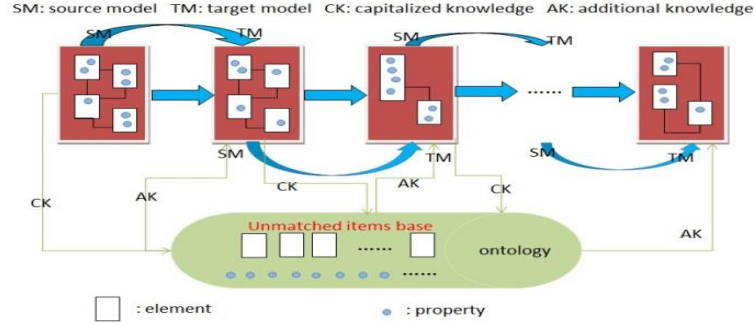 SM: source model TM: target model CK: capitalized knowledge AK: additional knowledge
SM TM SM TM
......
SM TM SM TM
CK AK CK AK CK AK
Unmatched items base
...... ontology
......
: element : property